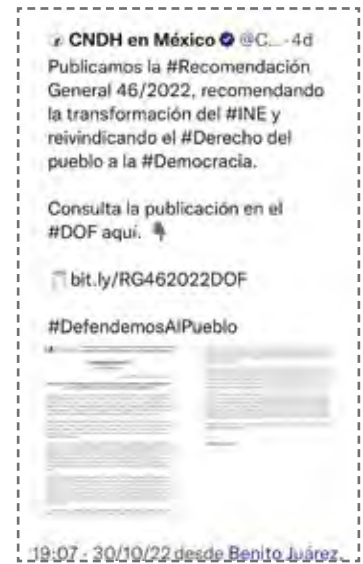 CNDH en México @C... · 4d
Publicamos la #Recomendación
General 46/2022, recomendando
la transformación del #INE y
reivindicando el #Derecho del
pueblo a la #Democracia.
Consulta la publicación en el
#DOF aquí.
bit.ly/RG462022DOF
#DefendemosAlPueblo
19:07 · 30/10/22 desde Benito Juárez,